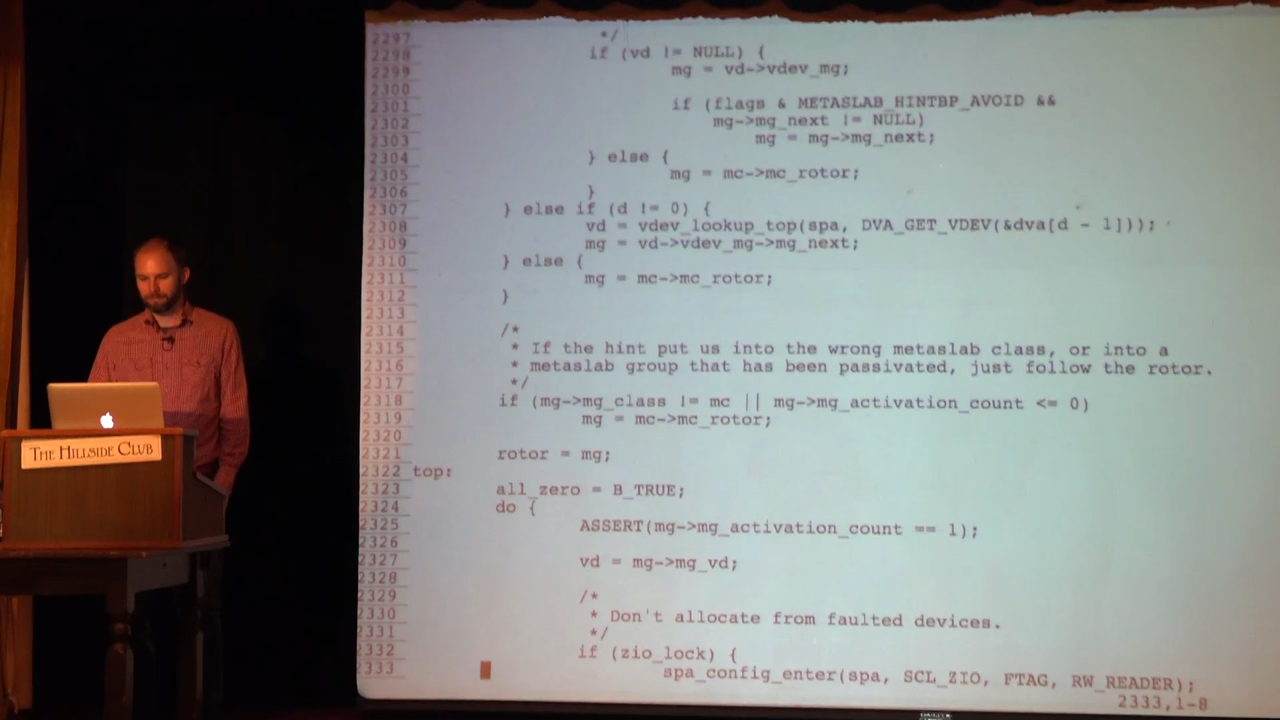 THE HILLSIDE CLUB
2297 */
2298 if (vd != NULL) {
2299 mg = vd->vdev_mg;
2300
2301 if (flags & METASLAB_HINTBP_AVOID &&
2302 mg->mg_next != NULL)
2303 mg = mg->mg_next;
2304 } else {
2305 mg = mc->mc_rotor;
2306 }
2307 } else if (d != 0) {
2308 vd = vdev_lookup_top(spa, DVA_GET_VDEV(&dva[d - 1]));
2309 mg = vd->vdev_mg->mg_next;
2310 } else {
2311 mg = mc->mc_rotor;
2312 }
2313
2314 /*
2315 * If the hint put us into the wrong metaslab class, or into a
2316 * metaslab group that has been passivated, just follow the rotor.
2317 */
2318 if (mg->mg_class != mc || mg->mg_activation_count <= 0)
2319 mg = mc->mc_rotor;
2320
2321 rotor = mg;
2322 top:
2323 all_zero = B_TRUE;
2324 do {
2325 ASSERT(mg->mg_activation_count == 1);
2326
2327 vd = mg->mg_vd;
2328
2329 /*
2330 * Don't allocate from faulted devices.
2331 */
2332 if (zio_lock) {
2333 spa_config_enter(spa, SCL_ZIO, FTAG, RW_READER);
2333,1-8